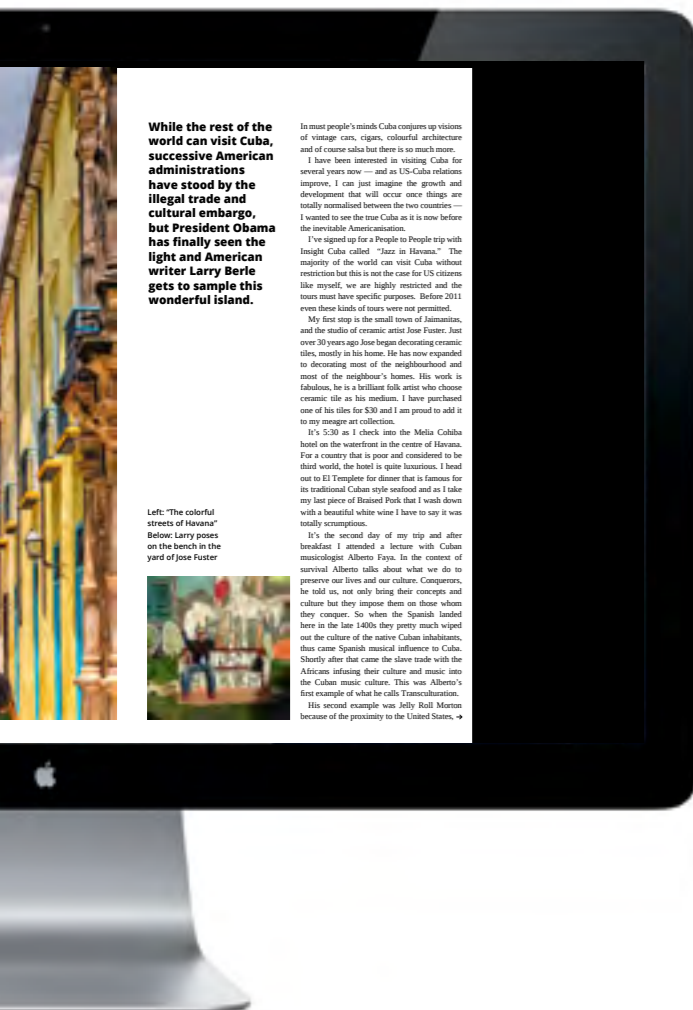 While the rest of the
world can visit Cuba,
successive American
administrations
have stood by the
illegal trade and
cultural embargo,
but President Obama
has finally seen the
light and American
writer Larry Berle
gets to sample this
wonderful island.
Left: “The colorful
streets of Havana”
Below: Larry poses
on the bench in the
yard of Jose Fuster
In must people’s minds Cuba conjures up visions
of vintage cars, cigars, colourful architecture
and of course salsa but there is so much more.
I have been interested in visiting Cuba for
several years now — and as US-Cuba relations
improve, I can just imagine the growth and
development that will occur once things are
totally normalised between the two countries —
I wanted to see the true Cuba as it is now before
the inevitable Americanisation.
I’ve signed up for a People to People trip with
Insight Cuba called “Jazz in Havana.” The
majority of the world can visit Cuba without
restriction but this is not the case for US citizens
like myself, we are highly restricted and the
tours must have specific purposes. Before 2011
even these kinds of tours were not permitted.
My first stop is the small town of Jaimanitas,
and the studio of ceramic artist Jose Fuster. Just
over 30 years ago Jose began decorating ceramic
tiles, mostly in his home. He has now expanded
to decorating most of the neighbourhood and
most of the neighbour’s homes. His work is
fabulous, he is a brilliant folk artist who choose
ceramic tile as his medium. I have purchased
one of his tiles for $30 and I am proud to add it
to my meagre art collection.
It’s 5:30 as I check into the Melia Cohiba
hotel on the waterfront in the centre of Havana.
For a country that is poor and considered to be
third world, the hotel is quite luxurious. I head
out to El Templete for dinner that is famous for
its traditional Cuban style seafood and as I take
my last piece of Braised Pork that I wash down
with a beautiful white wine I have to say it was
totally scrumptious.
It’s the second day of my trip and after
breakfast I attended a lecture with Cuban
musicologist Alberto Faya. In the context of
survival Alberto talks about what we do to
preserve our lives and our culture. Conquerors,
he told us, not only bring their concepts and
culture but they impose them on those whom
they conquer. So when the Spanish landed
here in the late 1400s they pretty much wiped
out the culture of the native Cuban inhabitants,
thus came Spanish musical influence to Cuba.
Shortly after that came the slave trade with the
Africans infusing their culture and music into
the Cuban music culture. This was Alberto’s
first example of what he calls Transculturation.
His second example was Jelly Roll Morton
because of the proximity to the United States, ➔